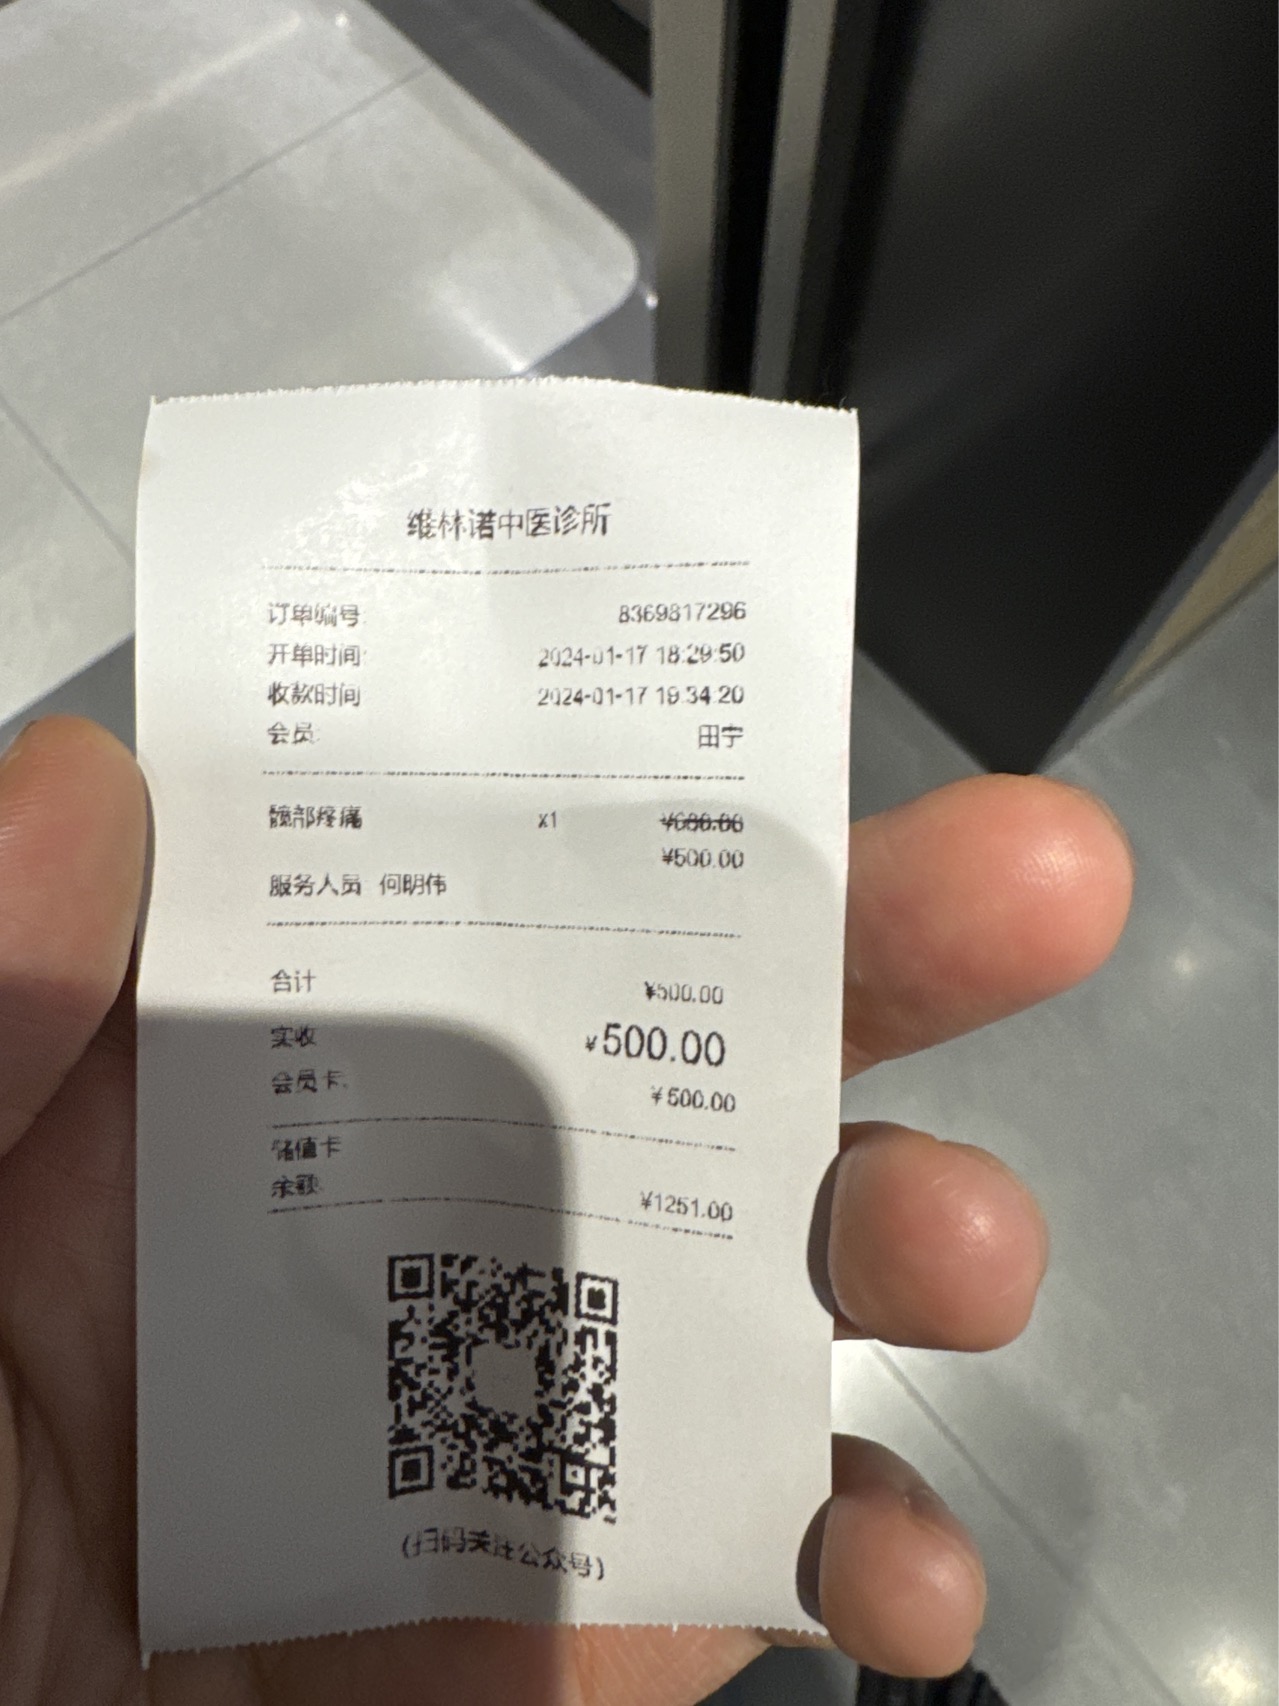 维林诺中医诊所
订单编号: 8369817296
开单时间: 2024-01-17 18:29:50
收款时间 2024-01-17 19:34:20
会员: 田宁
髋部疼痛 x1 ¥680.00
¥500.00
服务人员 何明伟
合计 ¥500.00
实收 ¥500.00
会员卡: ¥500.00
储值卡
余额: ¥1251.00
(扫码关注公众号)